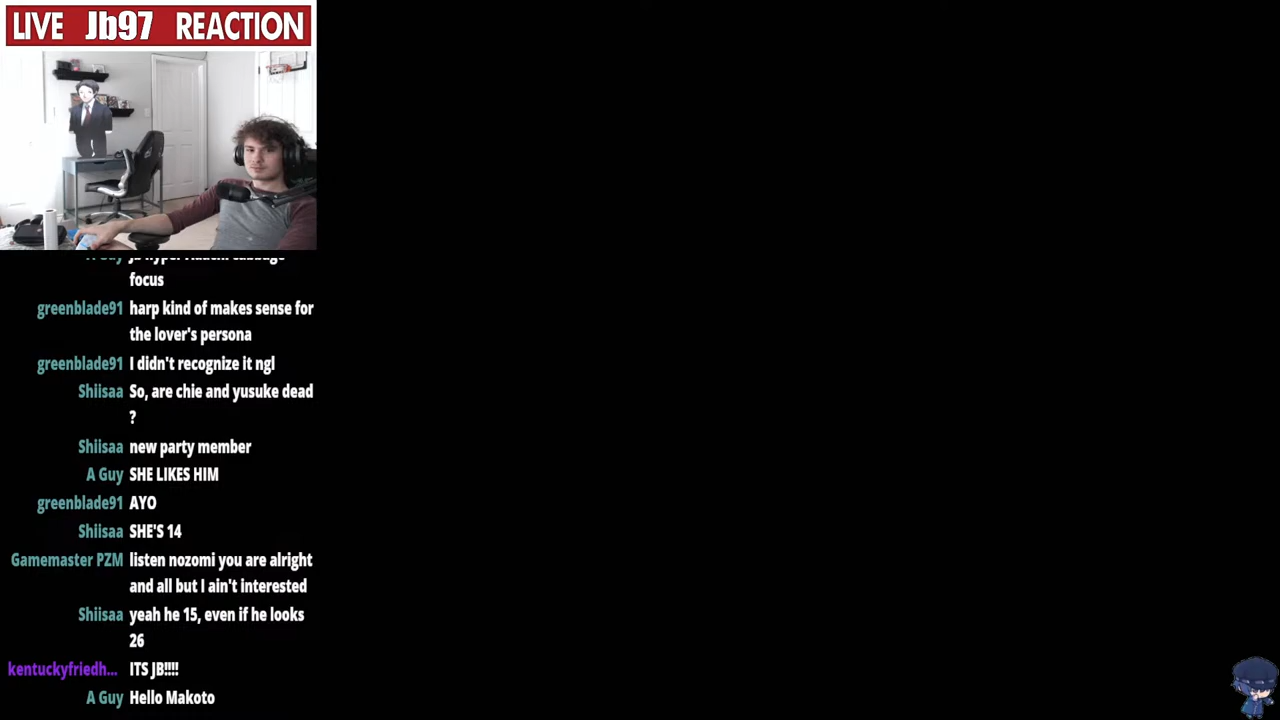 LIVE Jb97 REACTION
focus
greenblade91 harp kind of makes sense for
the lover's persona
greenblade91 I didn't recognize it ngl
Shiisaa So, are chie and yusuke dead
?
Shiisaa new party member
A Guy SHE LIKES HIM
greenblade91 AYO
Shiisaa SHE'S 14
Gamemaster PZM listen nozomi you are alright
and all but I ain't interested
Shiisaa yeah he 15, even if he looks
26
kentuckyfriedh... ITS JB!!!!
A Guy Hello Makoto